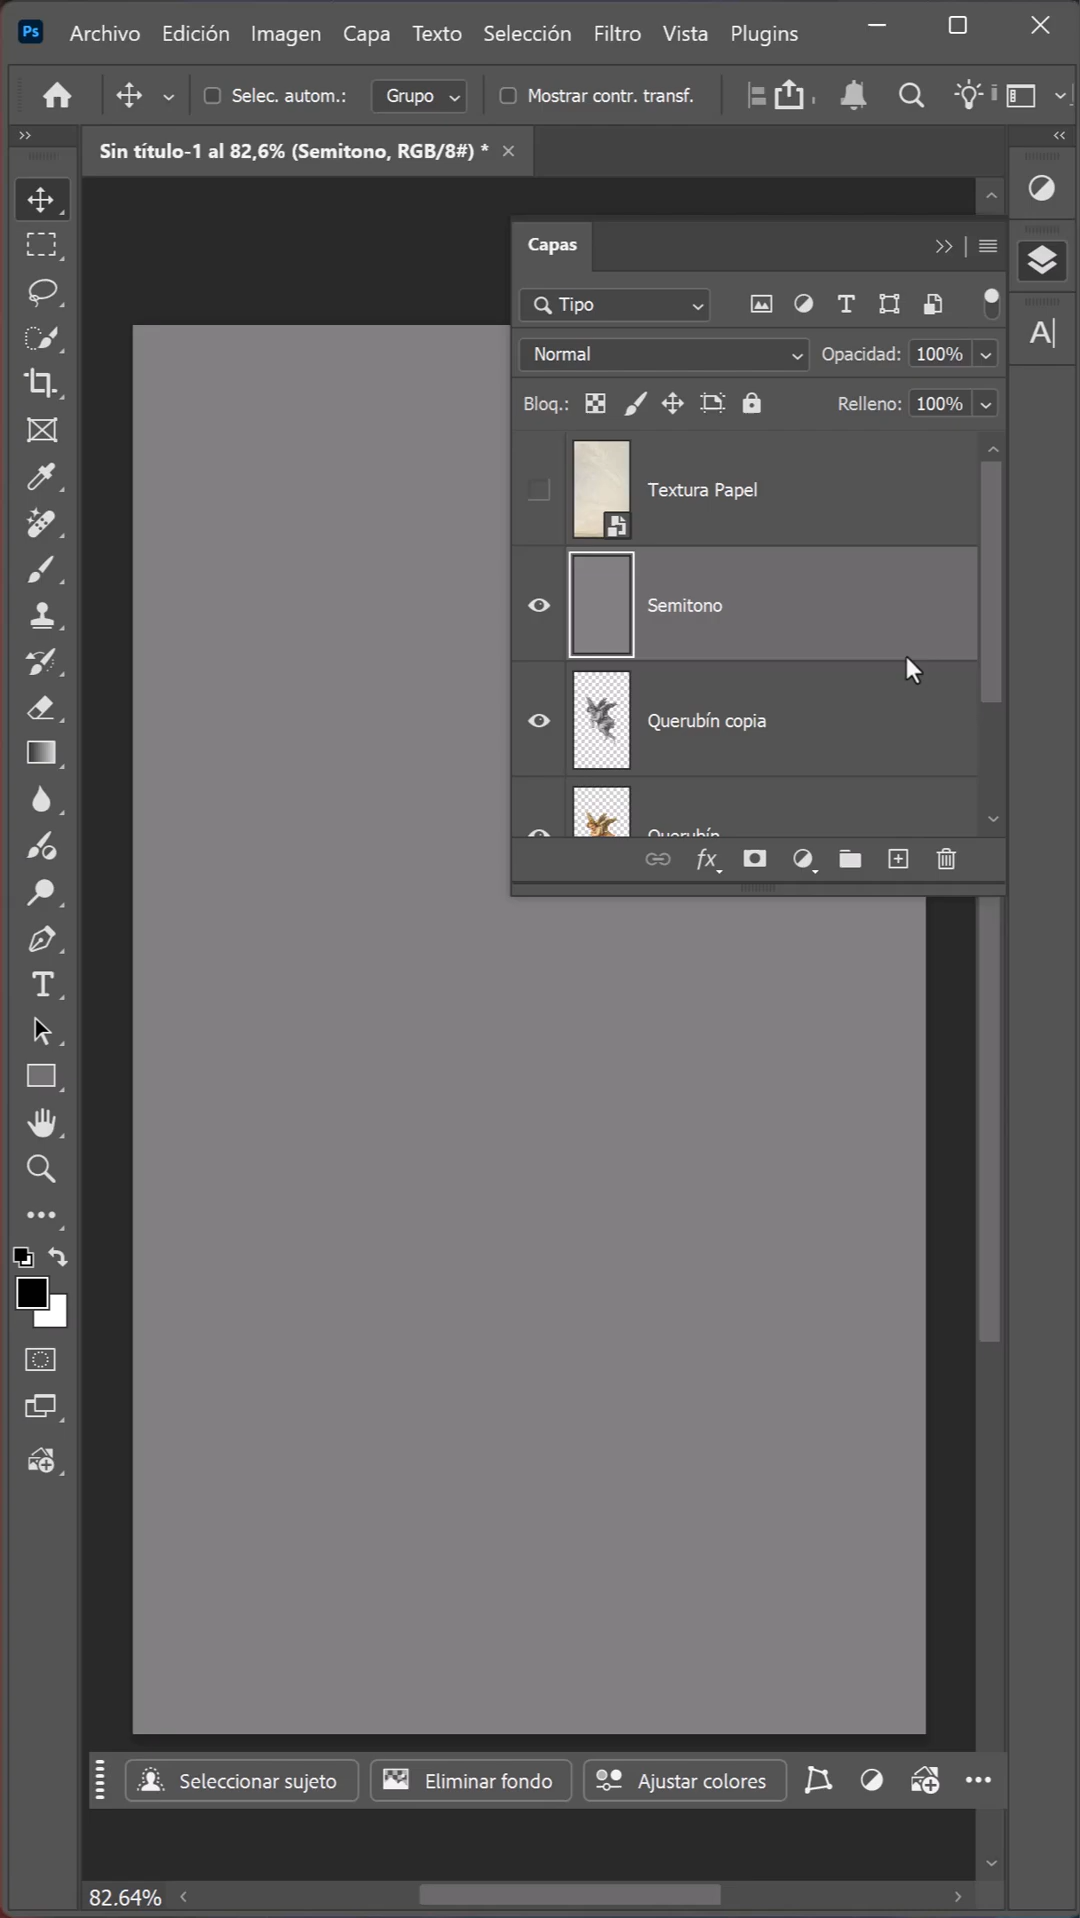 Ps Archivo Edición Imagen Capa Texto Selección Filtro Vista Plugins
Selec. autom.: Grupo Mostrar contr. transf.
Sin título-1 al 82,6% (Semitono, RGB/8#) *
Capas
Tipo
Normal Opacidad: 100%
Bloq.: Relleno: 100%
Textura Papel
Semitono
Querubín copia
Querubín
fx
Seleccionar sujeto Eliminar fondo Ajustar colores
82.64%